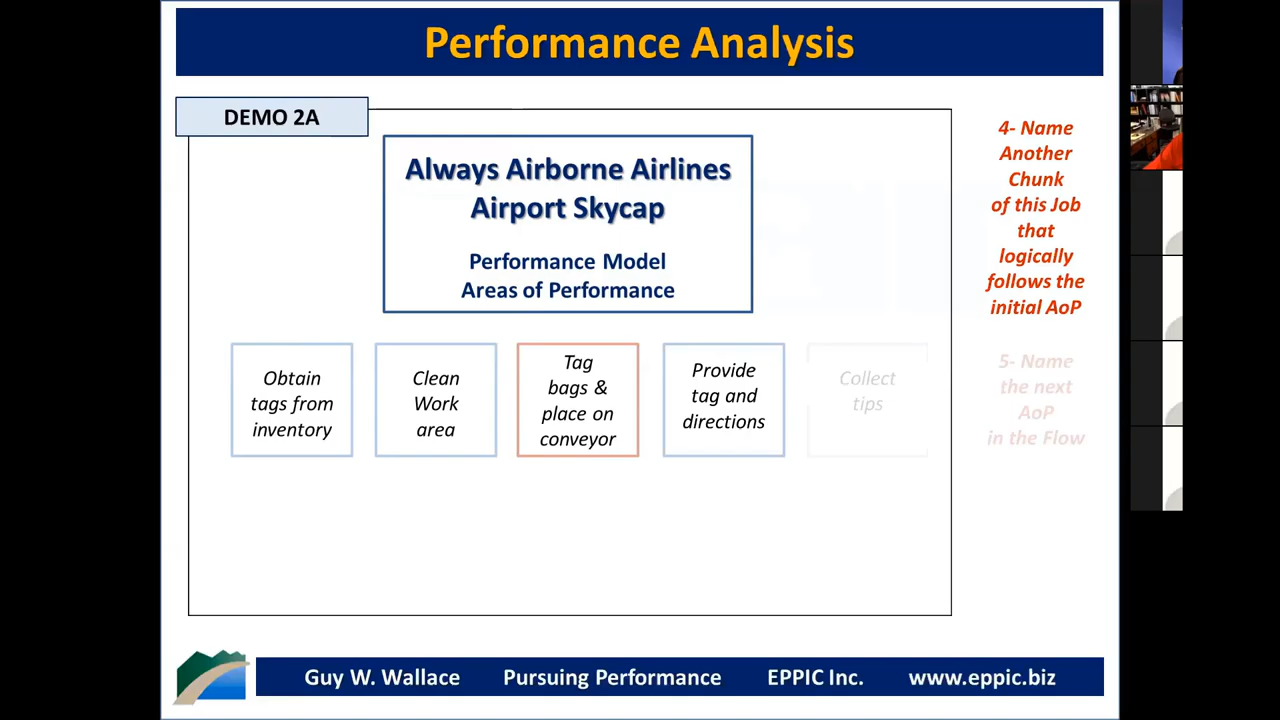 Performance Analysis
DEMO 2A
Always Airborne Airlines
Airport Skycap
Performance Model
Areas of Performance
Obtain
tags from
inventory
Clean
Work
area
Tag
bags &
place on
conveyor
Provide
tag and
directions
Collect
tips
4- Name
Another
Chunk
of this Job
that
logically
follows the
initial AoP
5- Name
the next
AoP
in the Flow
Guy W. Wallace Pursuing Performance EPPIC Inc. www.eppic.biz